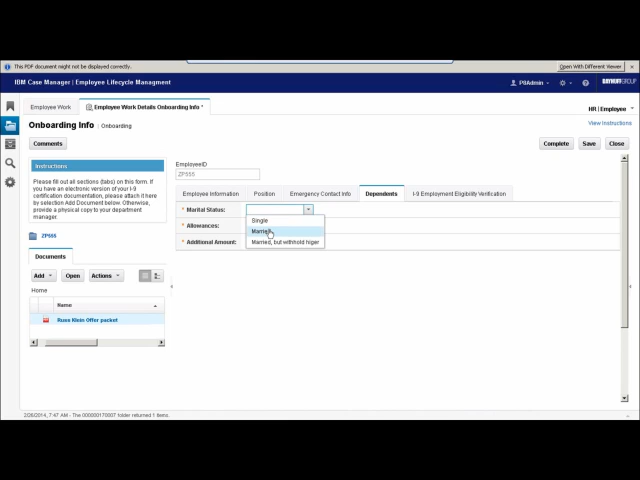 This PDF document might not be displayed correctly.
Open With Different Viewer
IBM Case Manager | Employee Lifecycle Managment
P8Admin
DAYHUFFGROUP
Employee Work
Employee Work Details Onboarding Info *
HR | Employee
Onboarding Info | Onboarding
View Instructions
Comments
Complete
Save
Close
Instructions
Please fill out all sections (tabs) on this form. If
you have an electronic version of your I-9
certification documentation, please attach it here
by selection Add Document below. Otherwise,
provide a physical copy to your department
manager.
EmployeeID
ZP555
Employee Information
Position
Emergency Contact Info
Dependents
I-9 Employment Eligibility Verification
* Marital Status:
Single
* Allowances:
Married
* Additional Amount:
Married, but withhold higer
ZP555
Documents
Add
Open
Actions
Home
Name
Russ Klein Offer packet
2/26/2014, 7:47 AM - The 000000170007 folder returned 1 items.